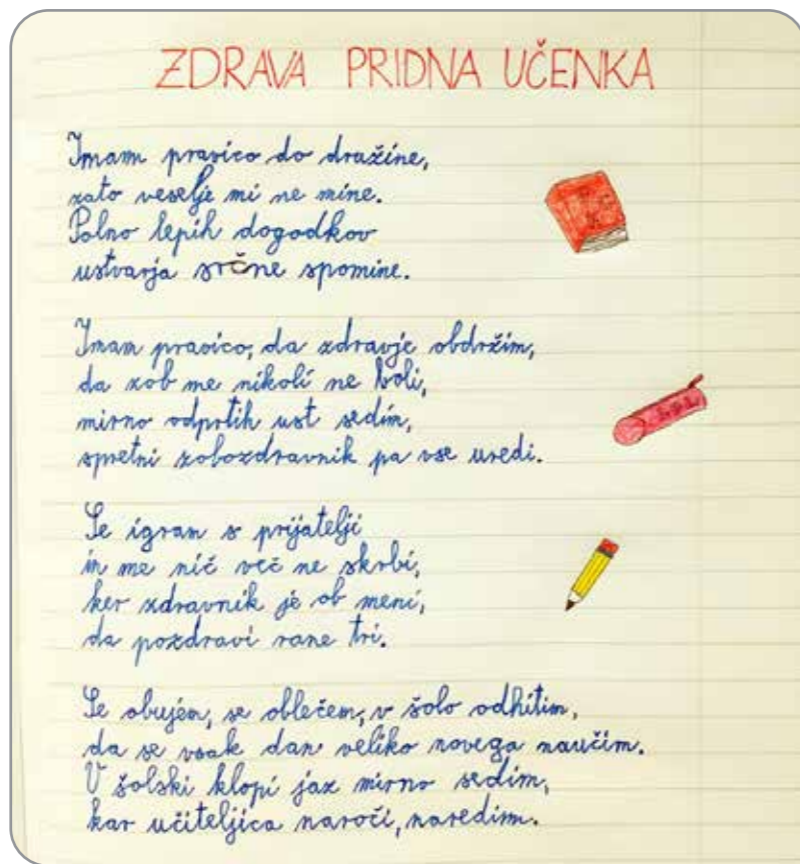 ZDRAVA PRIDNA UČENKA
Imam pravico do družine,
zato veselje mi ne mine.
Polno lepih dogodkov
ustvarja srčne spomine.
Imam pravico, da zdravje obdržim,
da zob me nikoli ne boli,
mirno odprtih ust sedim,
spretni zobozdravnik pa vse uredi.
Se igram s prijatelji
in me nič več ne skrbi,
ker zdravnik je ob meni,
da pozdravi rane tri.
Se obujem, se oblečem, v šolo odhitim,
da se vsak dan veliko novega naučim.
V šolski klopi jaz mirno sedim,
kar učiteljica naroči, naredim.